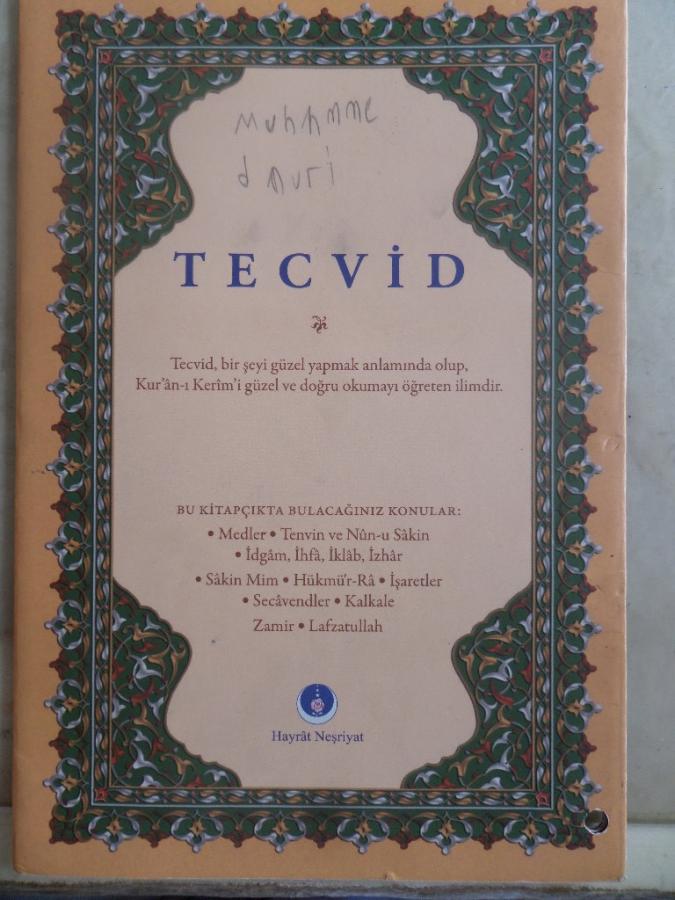 Muhamme
d nuri
TECVİD
Tecvid, bir şeyi güzel yapmak anlamında olup,
Kur'ân-ı Kerîm'i güzel ve doğru okumayı öğreten ilimdir.
BU KİTAPÇIKTA BULACAĞINIZ KONULAR:
• Medler • Tenvin ve Nûn-u Sâkin
• İdgâm, İhfâ, İklâb, İzhâr
• Sâkin Mim • Hükmü'r-Râ • İşaretler
• Secâvendler • Kalkale
Zamir • Lafzatullah
Hayrât Neşriyat